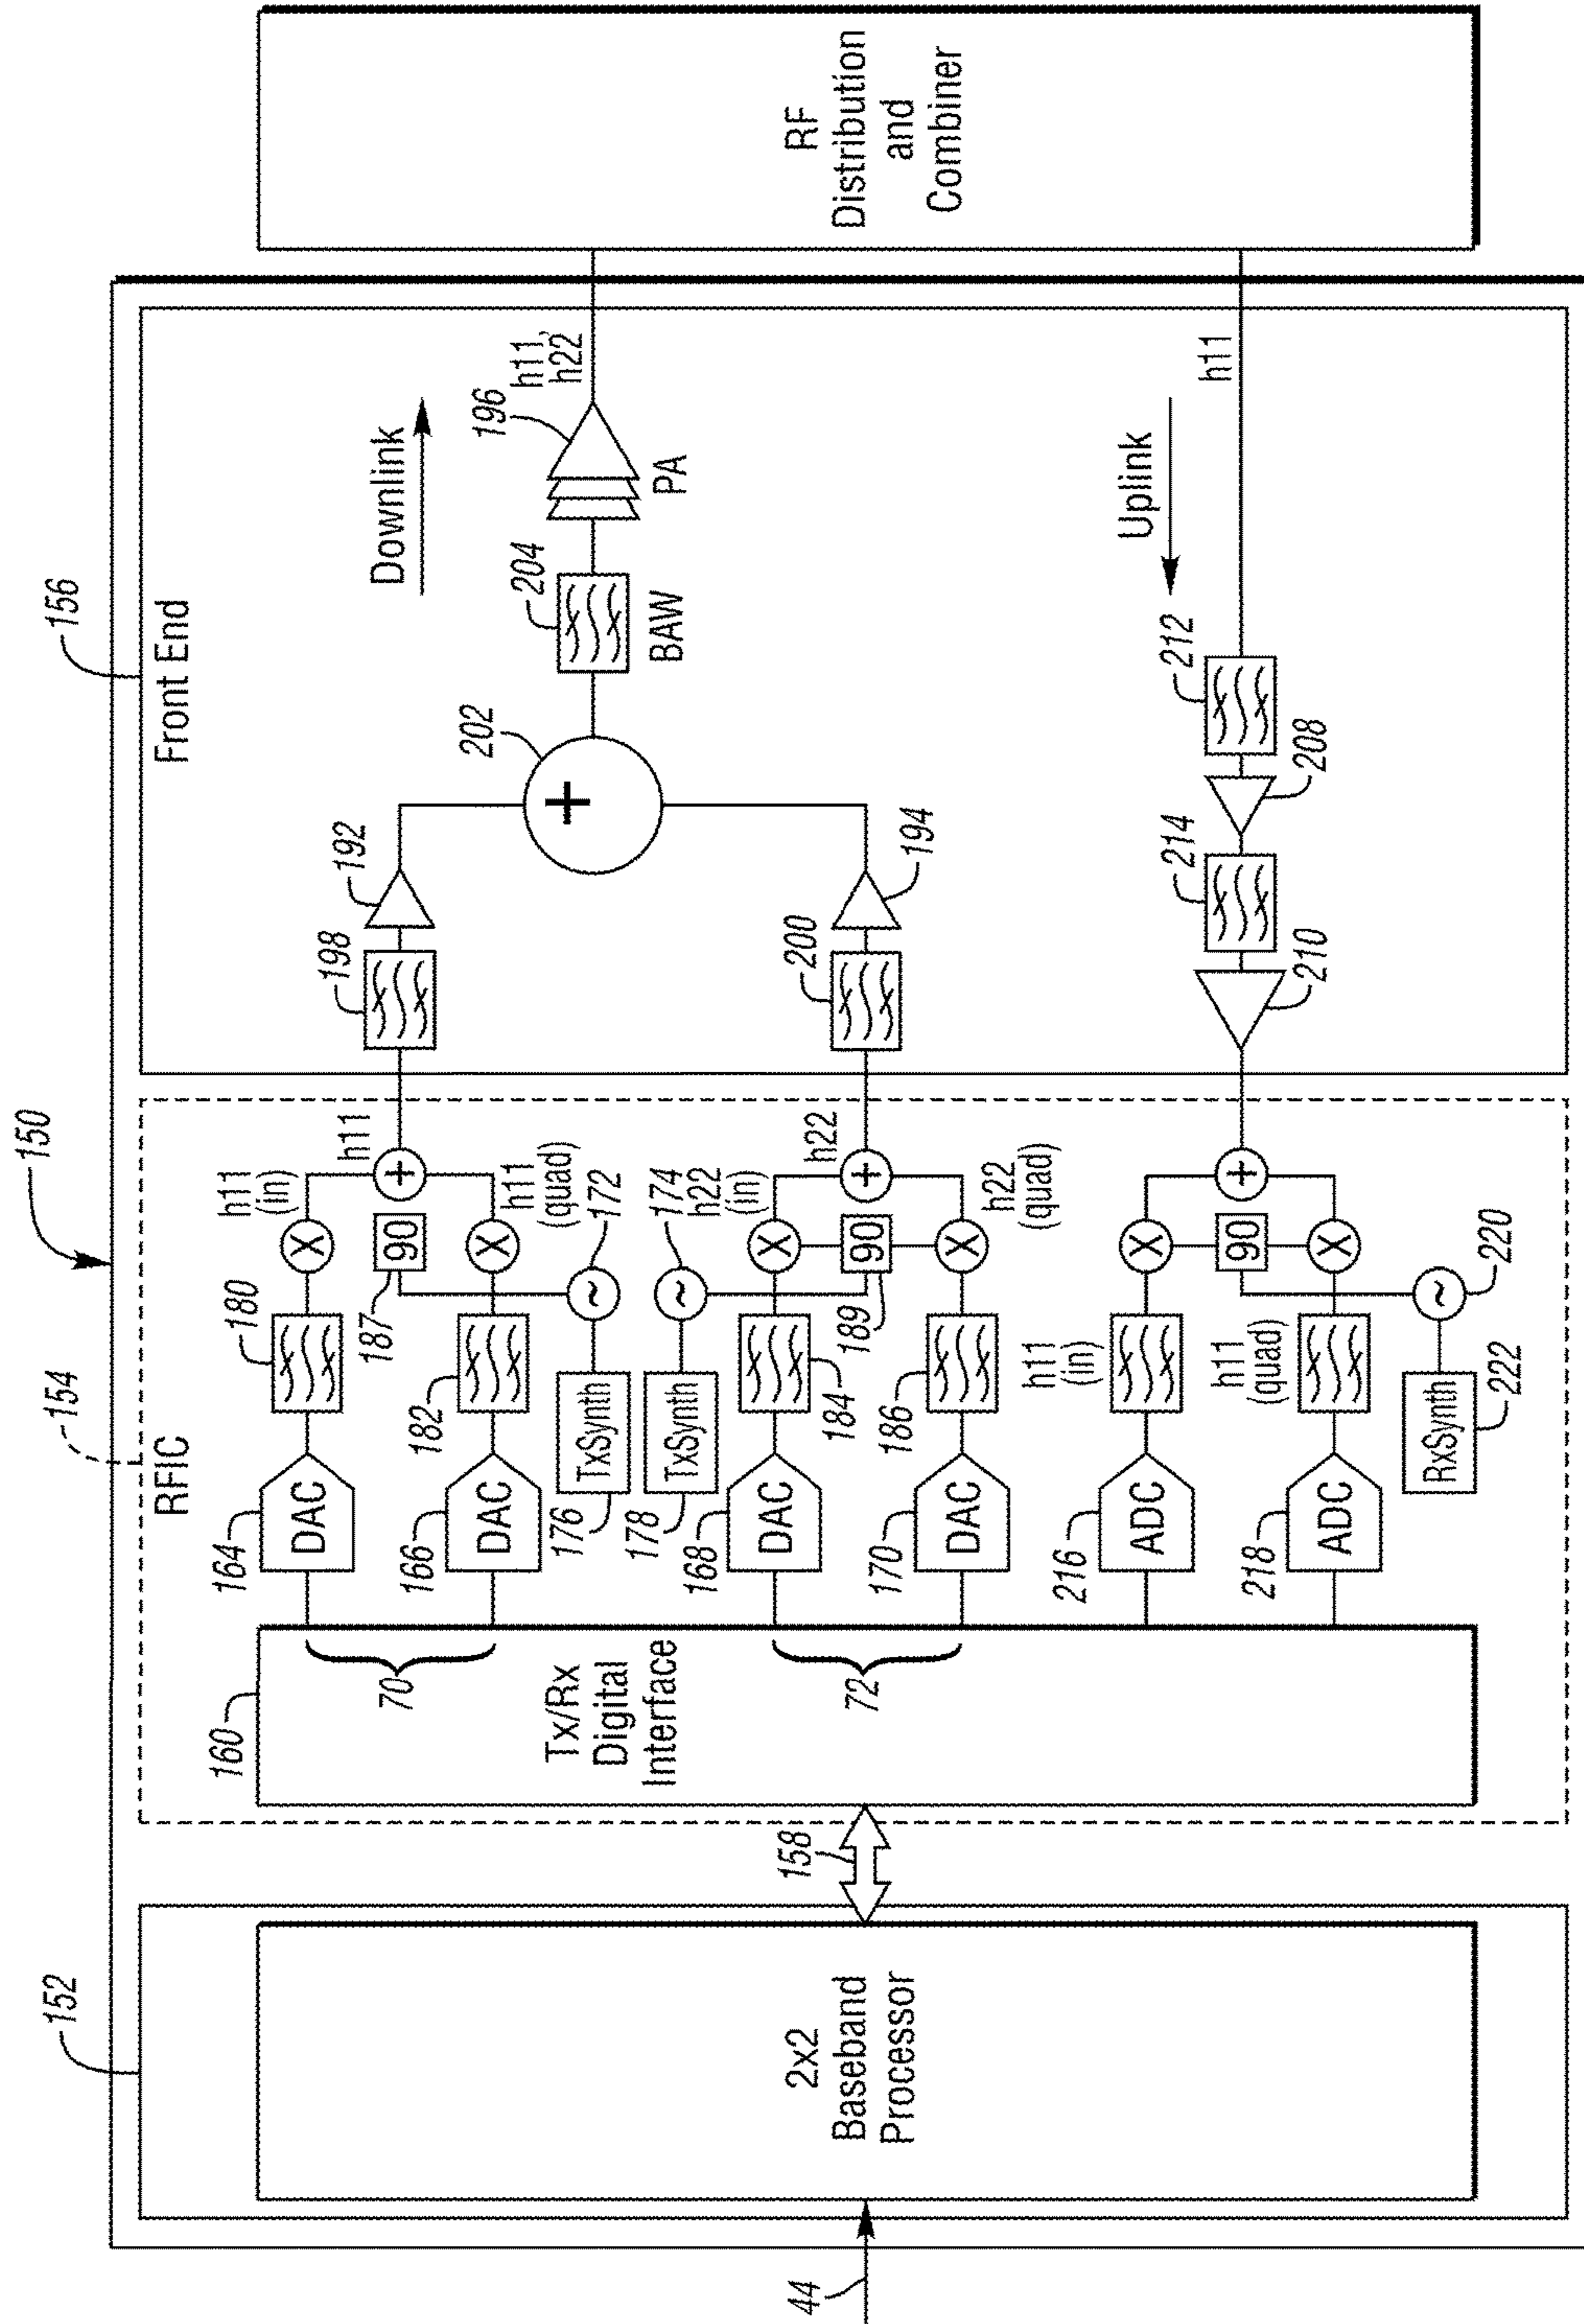 150
152
154
156
44
2x2
Baseband
Processor
158
RFIC
160
Tx/Rx
Digital
Interface
70
72
164
DAC
166
DAC
176
TxSynth
178
TxSynth
168
DAC
170
DAC
216
ADC
218
ADC
RxSynth
222
180
182
184
186
187
90
189
90
90
X
X
X
X
X
X
~
172
~
174
~
220
h11
(in)
h11
(quad)
h22
(in)
h22
(quad)
h11
(in)
h11
(quad)
+
h11
+
h22
+
Front End
198
192
200
194
202
+
204
BAW
196
PA
Downlink
h11,
h22
Uplink
h11
212
208
214
210
RF
Distribution
and
Combiner